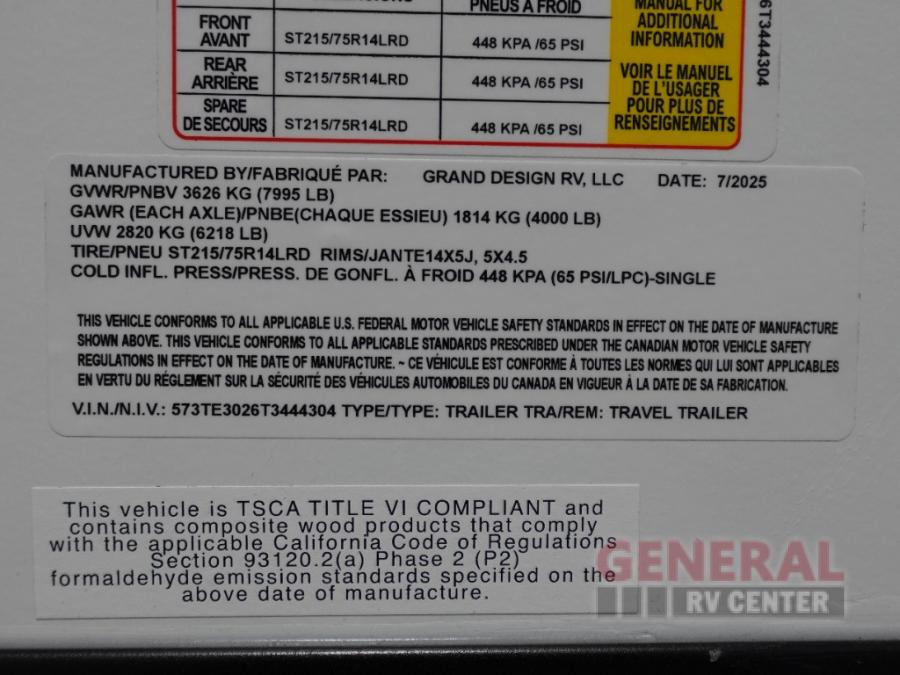 PNEUS À FROID
MANUAL FOR
ADDITIONAL
INFORMATION
FRONT
AVANT
ST215/75R14LRD
448 KPA /65 PSI
REAR
ARRIÈRE
ST215/75R14LRD
448 KPA /65 PSI
SPARE
DE SECOURS
ST215/75R14LRD
448 KPA /65 PSI
VOIR LE MANUEL
DE L'USAGER
POUR PLUS DE
RENSEIGNEMENTS
6T3444304
MANUFACTURED BY/FABRIQUÉ PAR: GRAND DESIGN RV, LLC DATE: 7/2025
GVWR/PNBV 3626 KG (7995 LB)
GAWR (EACH AXLE)/PNBE(CHAQUE ESSIEU) 1814 KG (4000 LB)
UVW 2820 KG (6218 LB)
TIRE/PNEU ST215/75R14LRD RIMS/JANTE14X5J, 5X4.5
COLD INFL. PRESS/PRESS. DE GONFL. À FROID 448 KPA (65 PSI/LPC)-SINGLE
THIS VEHICLE CONFORMS TO ALL APPLICABLE U.S. FEDERAL MOTOR VEHICLE SAFETY STANDARDS IN EFFECT ON THE DATE OF MANUFACTURE
SHOWN ABOVE. THIS VEHICLE CONFORMS TO ALL APPLICABLE STANDARDS PRESCRIBED UNDER THE CANADIAN MOTOR VEHICLE SAFETY
REGULATIONS IN EFFECT ON THE DATE OF MANUFACTURE. ~ CE VÉHICULE EST CONFORME À TOUTES LES NORMES QUI LUI SONT APPLICABLES
EN VERTU DU RÉGLEMENT SUR LA SÉCURITÉ DES VÉHICULES AUTOMOBILES DU CANADA EN VIGUEUR À LA DATE DE SA FABRICATION.
V.I.N./N.I.V.: 573TE3026T3444304 TYPE/TYPE: TRAILER TRA/REM: TRAVEL TRAILER
This vehicle is TSCA TITLE VI COMPLIANT and
contains composite wood products that comply
with the applicable California Code of Regulations
Section 93120.2(a) Phase 2 (P2)
formaldehyde emission standards specified on the
above date of manufacture.
GENERAL
RV CENTER